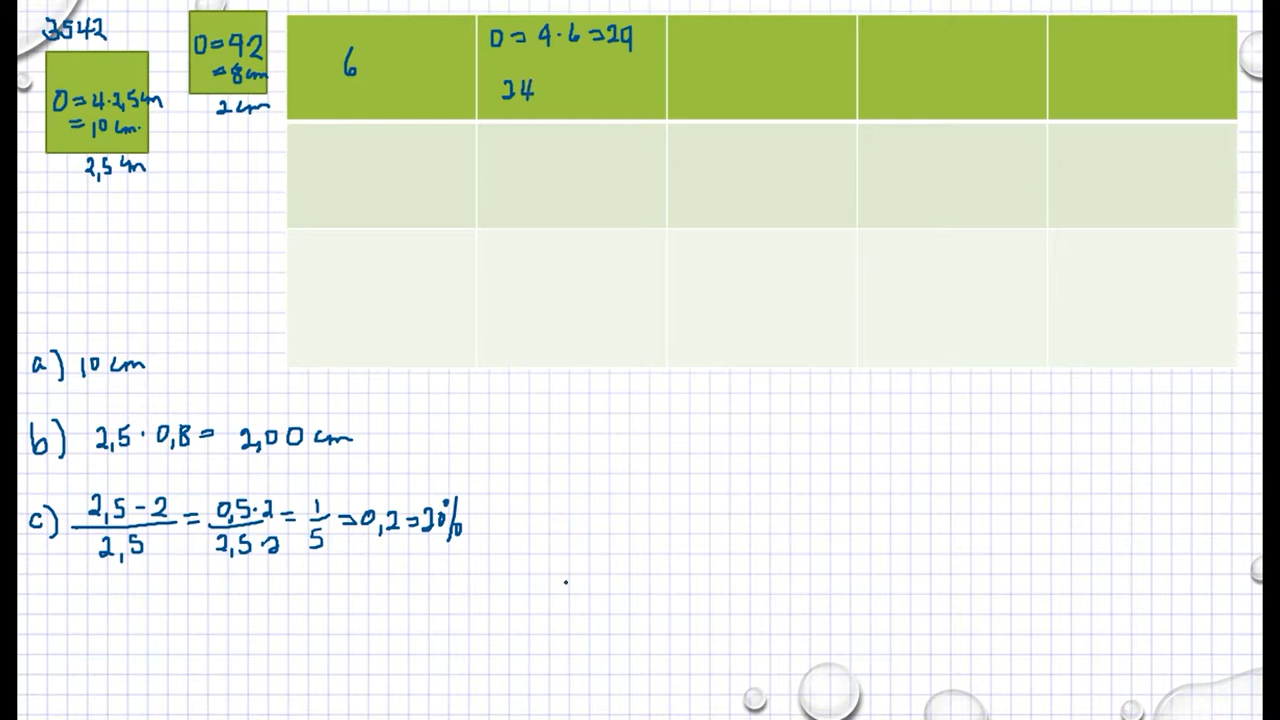 3542
O = 4 · 2,5 cm
= 10 cm.
2,5 cm
O = 4 2
= 8 cm
2 cm
6
O = 4 · 6 = 24
24
a) 10 cm
b) 2,5 · 0,8 = 2,00 cm
c) (2,5 - 2)/2,5 = (0,5 · 2)/(2,5 · 2) = 1/5 = 0,2 = 20%